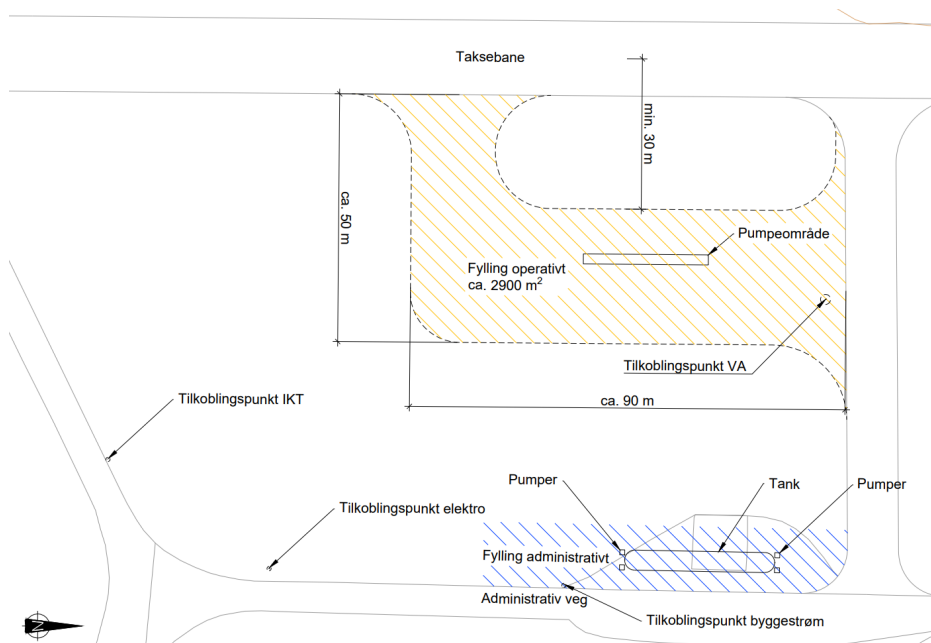 Taksebane
min. 30 m
ca. 50 m
Pumpeområde
Fylling operativt
ca. 2900 m²
Tilkoblingspunkt VA
ca. 90 m
Tilkoblingspunkt IKT
Pumper
Tank
Pumper
Tilkoblingspunkt elektro
Fylling administrativt
Administrativ veg
Tilkoblingspunkt byggestrøm
N